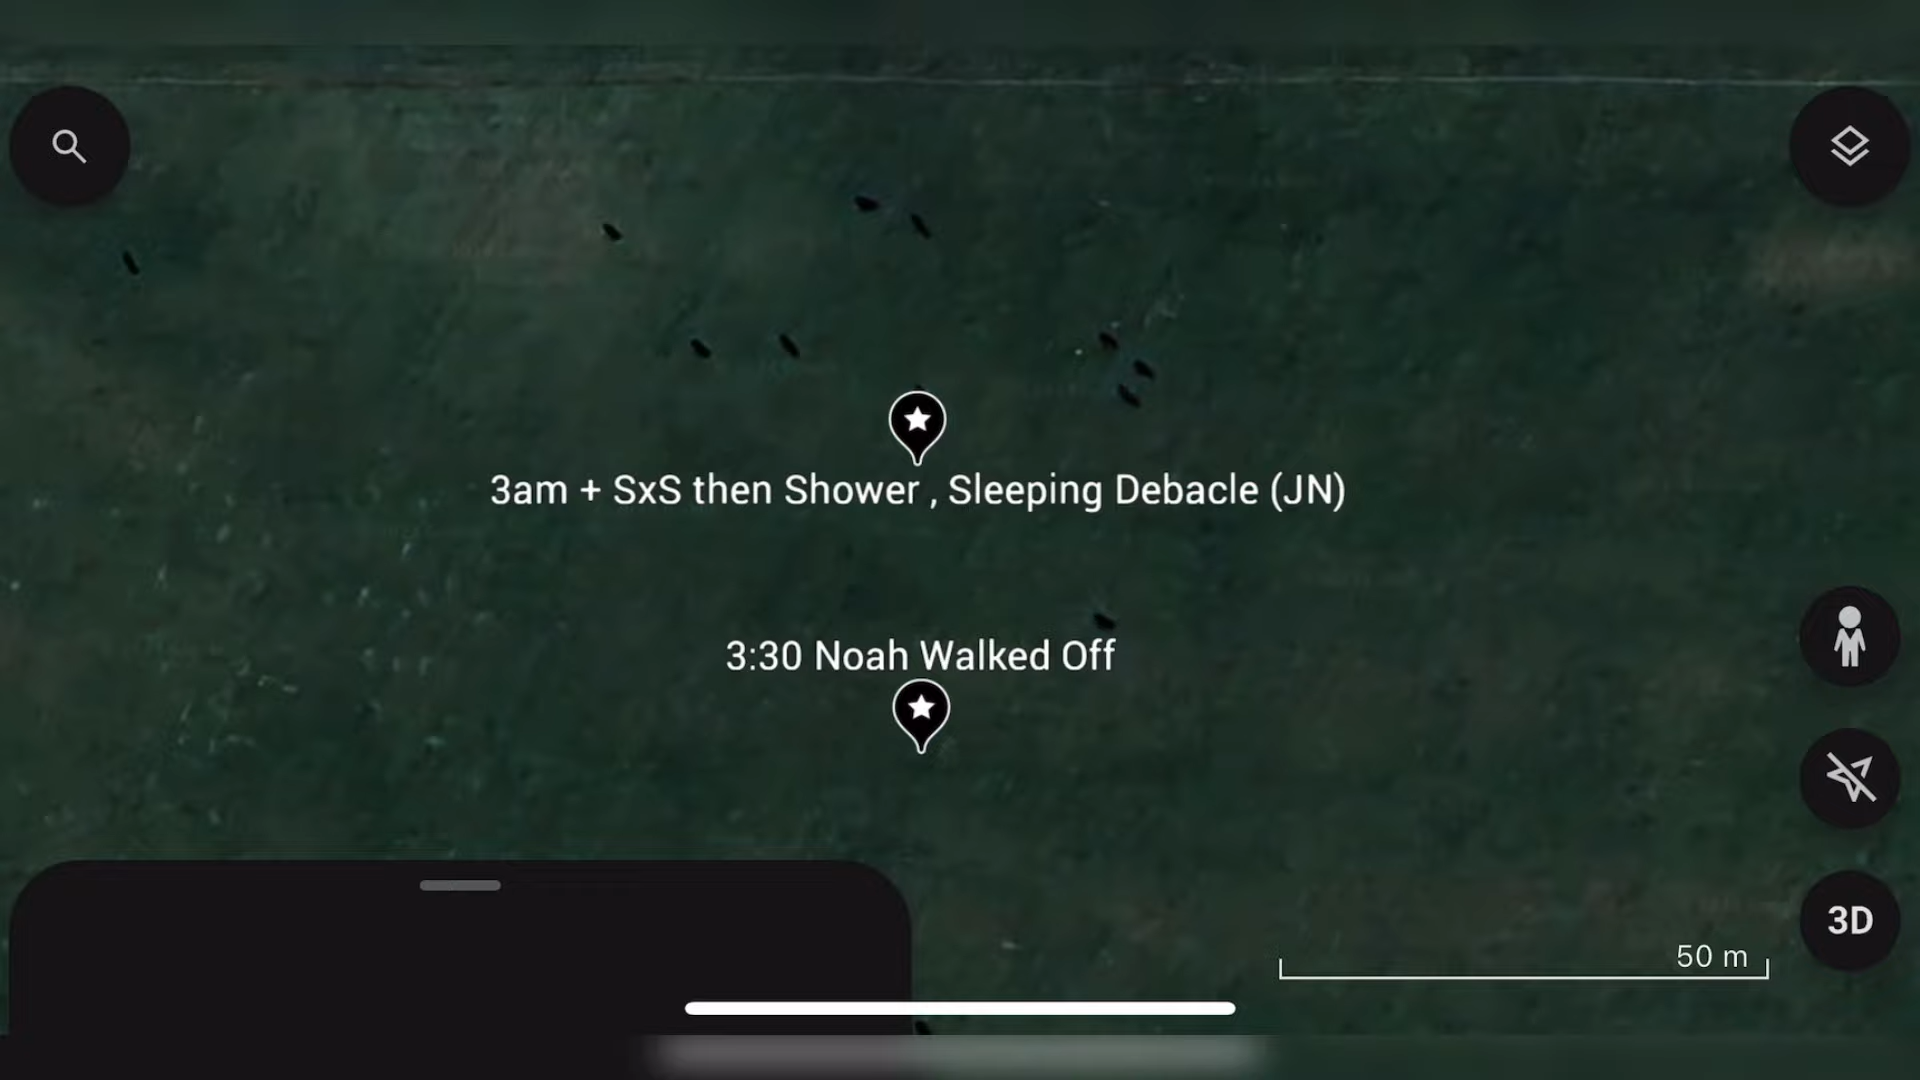 3am + SxS then Shower , Sleeping Debacle (JN)
3:30 Noah Walked Off
3D
50 m